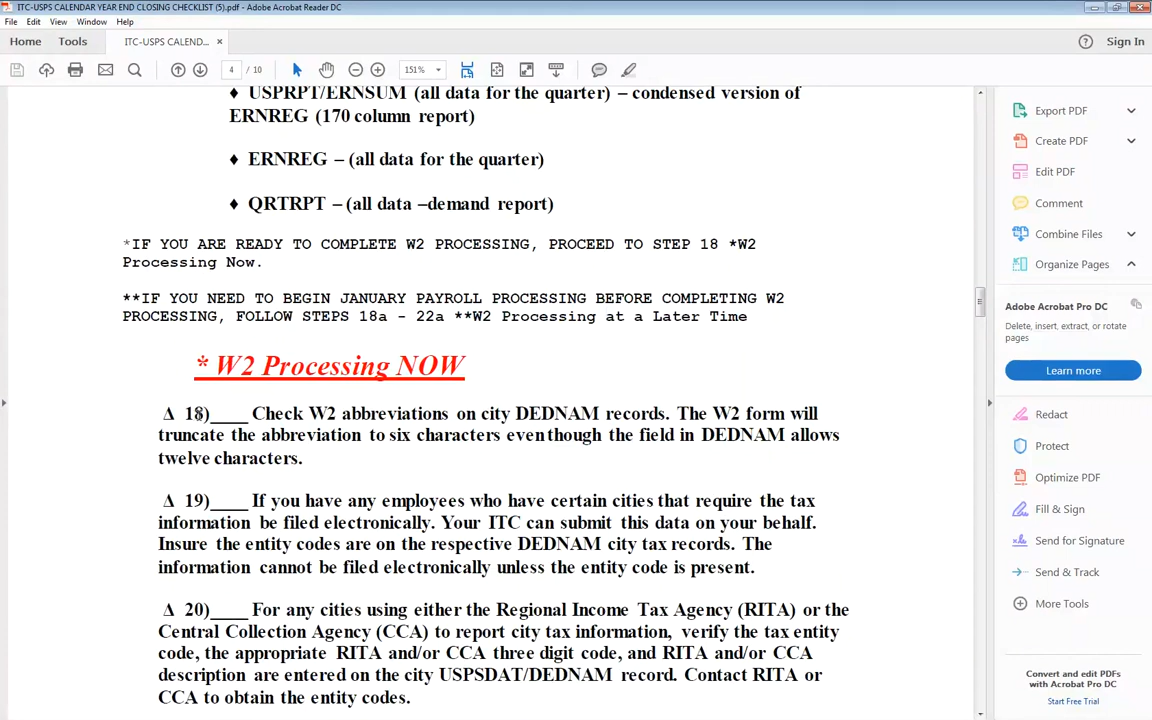 ITC-USPS CALENDAR YEAR END CLOSING CHECKLIST (5).pdf - Adobe Acrobat Reader DC
File Edit View Window Help
Home Tools ITC-USPS CALEND... × Sign In
4 / 10 151%
♦ USPRPT/ERNSUM (all data for the quarter) – condensed version of
ERNREG (170 column report)
♦ ERNREG – (all data for the quarter)
♦ QRTRPT – (all data –demand report)
*IF YOU ARE READY TO COMPLETE W2 PROCESSING, PROCEED TO STEP 18 *W2
Processing Now.
**IF YOU NEED TO BEGIN JANUARY PAYROLL PROCESSING BEFORE COMPLETING W2
PROCESSING, FOLLOW STEPS 18a - 22a **W2 Processing at a Later Time
* W2 Processing NOW
Δ 18)____ Check W2 abbreviations on city DEDNAM records. The W2 form will
truncate the abbreviation to six characters even though the field in DEDNAM allows
twelve characters.
Δ 19)____ If you have any employees who have certain cities that require the tax
information be filed electronically. Your ITC can submit this data on your behalf.
Insure the entity codes are on the respective DEDNAM city tax records. The
information cannot be filed electronically unless the entity code is present.
Δ 20)____ For any cities using either the Regional Income Tax Agency (RITA) or the
Central Collection Agency (CCA) to report city tax information, verify the tax entity
code, the appropriate RITA and/or CCA three digit code, and RITA and/or CCA
description are entered on the city USPSDAT/DEDNAM record. Contact RITA or
CCA to obtain the entity codes.
Export PDF
Create PDF
Edit PDF
Comment
Combine Files
Organize Pages
Adobe Acrobat Pro DC
Delete, insert, extract, or rotate
pages
Learn more
Redact
Protect
Optimize PDF
Fill & Sign
Send for Signature
Send & Track
More Tools
Convert and edit PDFs
with Acrobat Pro DC
Start Free Trial